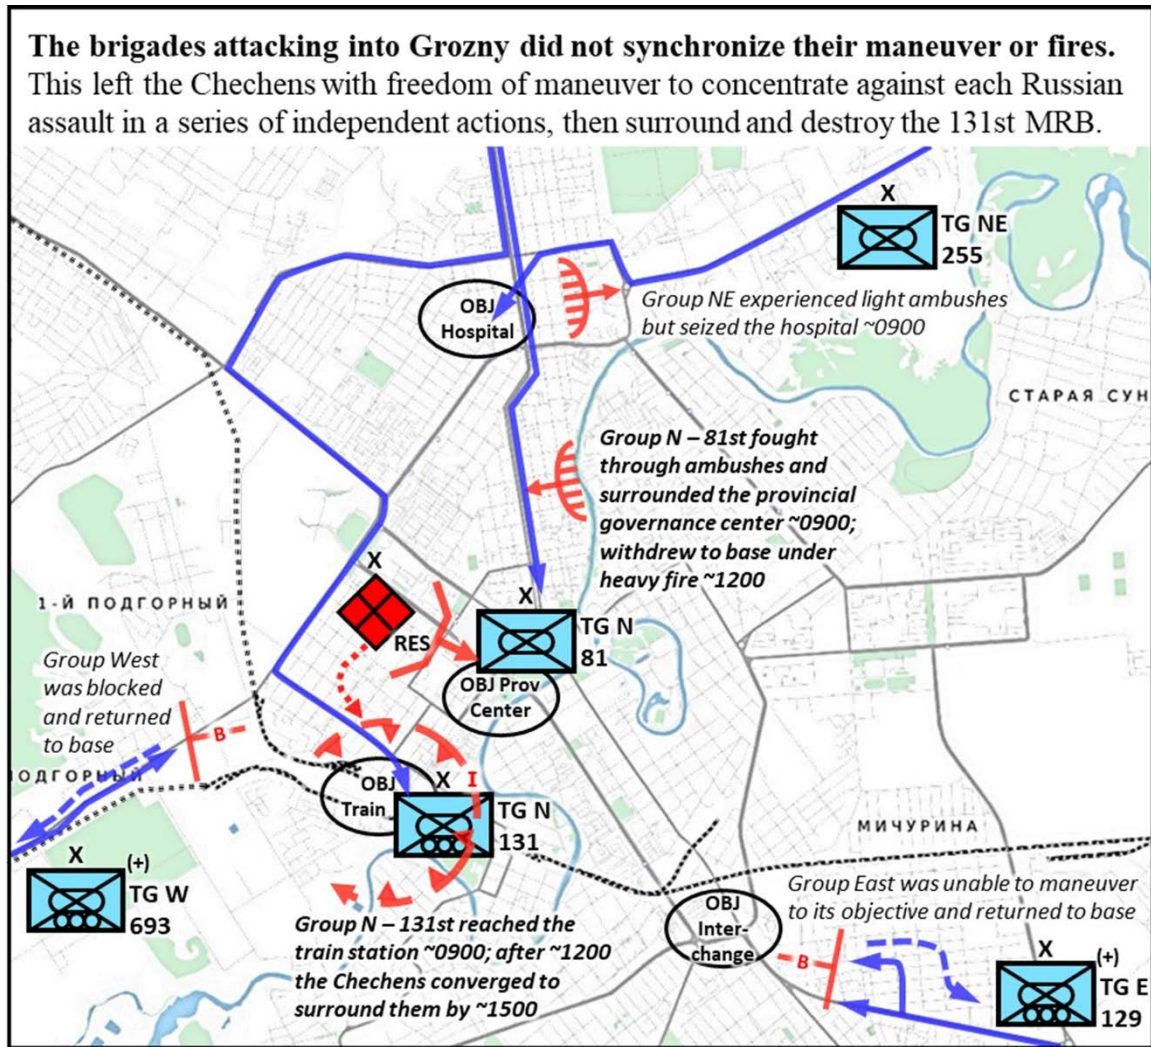 The brigades attacking into Grozny did not synchronize their maneuver or fires.
This left the Chechens with freedom of maneuver to concentrate against each Russian
assault in a series of independent actions, then surround and destroy the 131st MRB.
X
TG NE
255
OBJ
Hospital
Group NE experienced light ambushes
but seized the hospital ~0900
СТАРАЯ СУН
Group N – 81st fought
through ambushes and
surrounded the provincial
governance center ~0900;
withdrew to base under
heavy fire ~1200
X
RES
X
TG N
81
OBJ Prov
Center
1-Й ПОДГОРНЫЙ
Group West
was blocked
and returned
to base
B
ПОДГОРНЫЙ
X
(+)
TG W
693
OBJ
Train
X
I
TG N
131
Group N – 131st reached the
train station ~0900; after ~1200
the Chechens converged to
surround them by ~1500
МИЧУРИНА
OBJ
Inter-
change
Group East was unable to maneuver
to its objective and returned to base
B
X
(+)
TG E
129